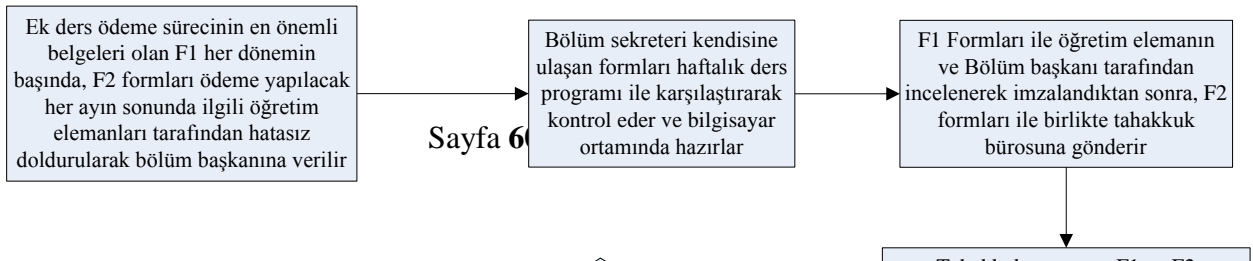 Ek ders ödeme sürecinin en önemli
belgeleri olan F1 her dönemin
başında, F2 formları ödeme yapılacak
her ayın sonunda ilgili öğretim
elemanları tarafından hatasız
doldurularak bölüm başkanına verilir
Bölüm sekreteri kendisine
ulaşan formları haftalık ders
programı ile karşılaştırarak
kontrol eder ve bilgisayar
ortamında hazırlar
F1 Formları ile öğretim elemanın
ve Bölüm başkanı tarafından
incelenerek imzalandıktan sonra, F2
formları ile birlikte tahakkuk
bürosuna gönderir
Sayfa